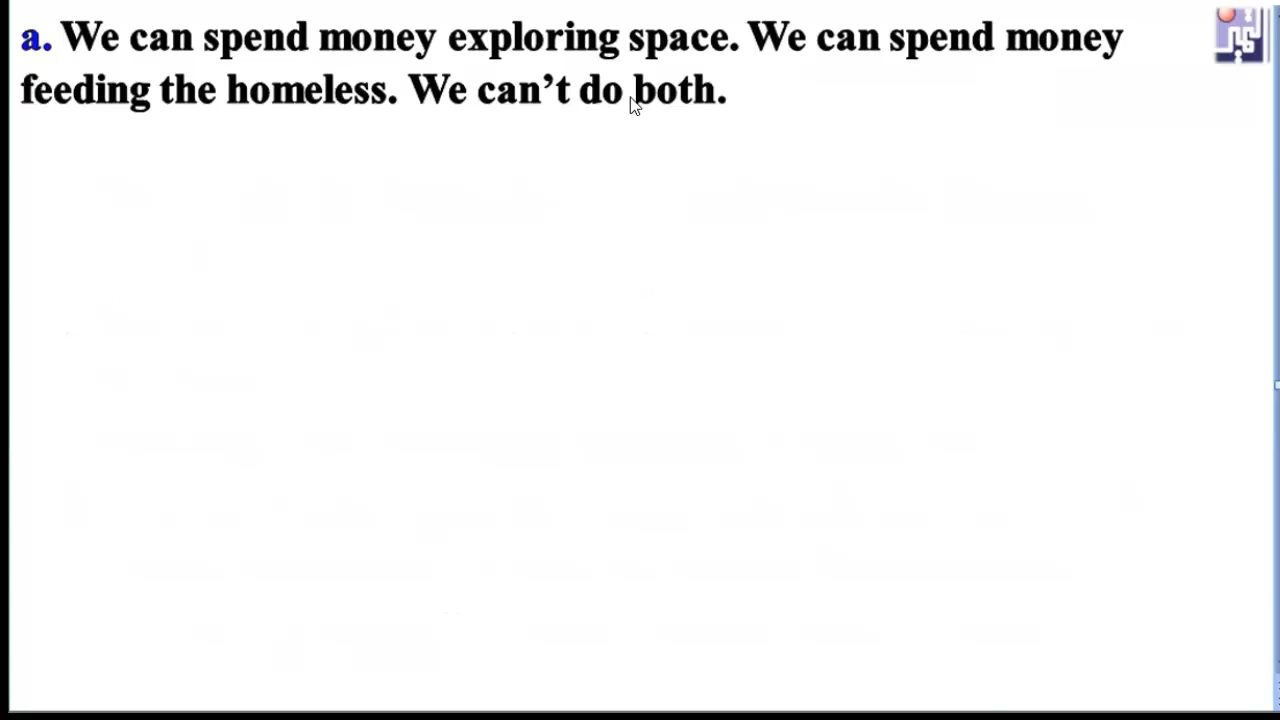 a. We can spend money exploring space. We can spend money
feeding the homeless. We can’t do both.